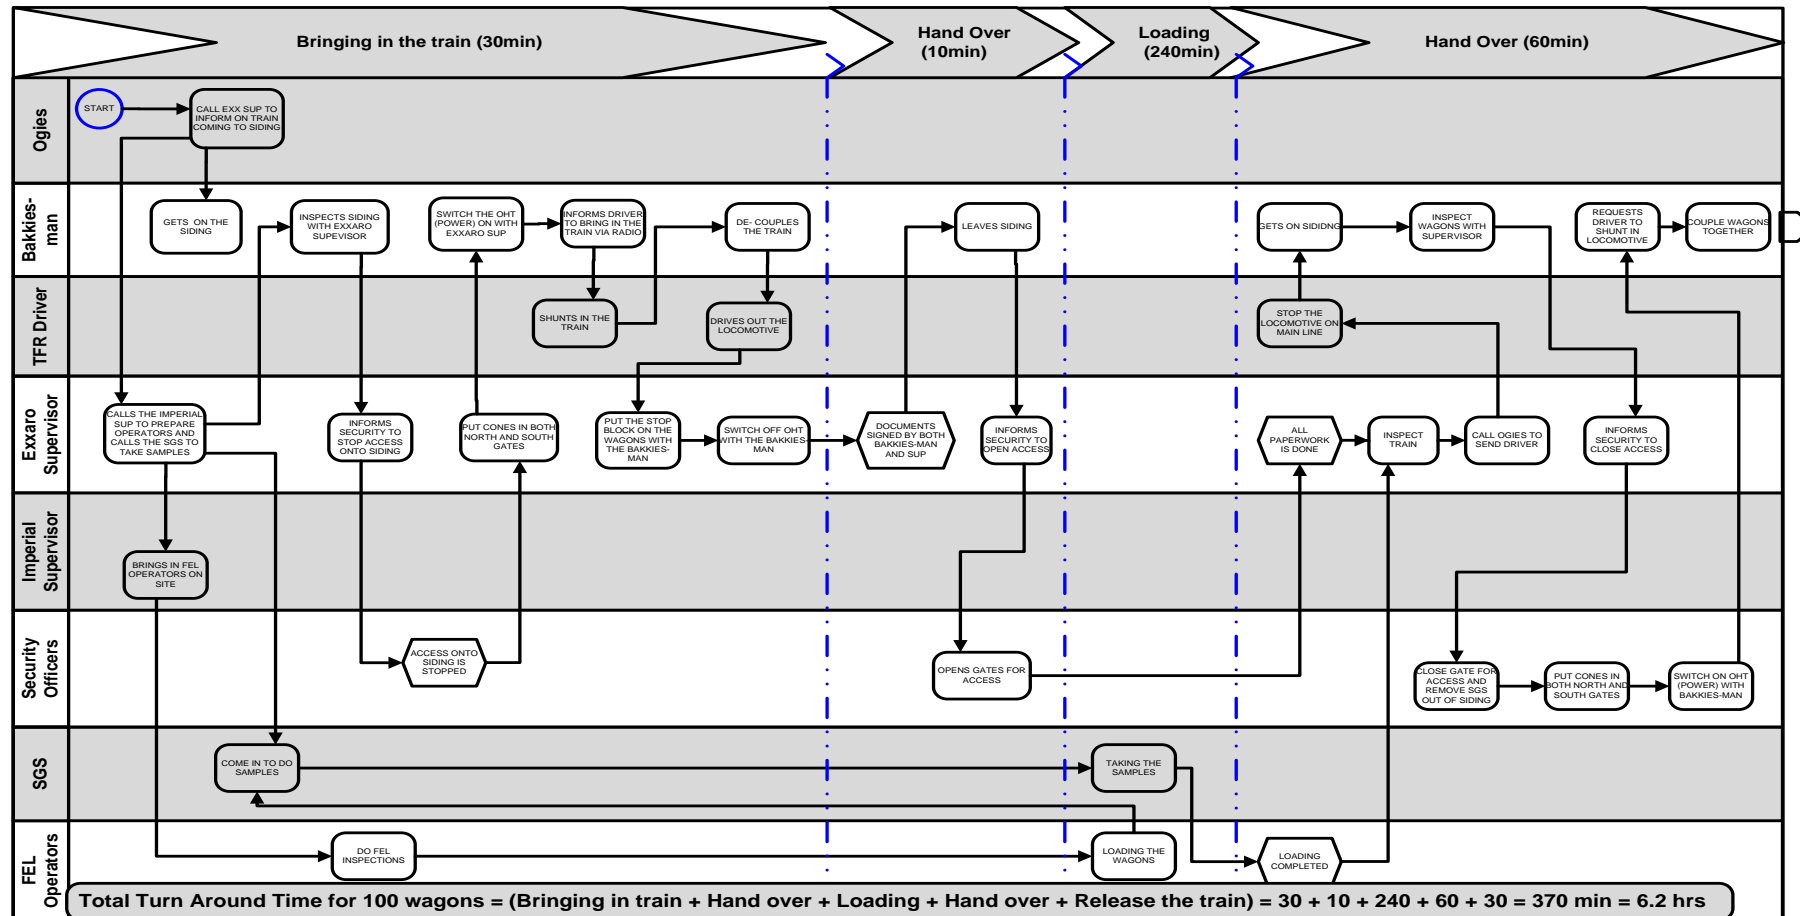 Bringing in the train (30min)
Hand Over
(10min)
Loading
(240min)
Hand Over (60min)
Ogies
START
CALL EXX SUP TO
INFORM ON TRAIN
COMING TO SIDING
Bakkies-
man
GETS ON THE
SIDING
INSPECTS SIDING
WITH EXXARO
SUPEVISOR
SWITCH THE OHT
(POWER) ON WITH
EXXARO SUP
INFORMS DRIVER
TO BRING IN THE
TRAIN VIA RADIO
DE- COUPLES
THE TRAIN
LEAVES SIDING
GETS ON SIDIDNG
INSPECT
WAGONS WITH
SUPERVISOR
REQUESTS
DRIVER TO
SHUNT IN
LOCOMOTIVE
COUPLE WAGONS
TOGETHER
TFR Driver
SHUNTS IN THE
TRAIN
DRIVES OUT THE
LOCOMOTIVE
STOP THE
LOCOMOTIVE ON
MAIN LINE
Exxaro
Supervisor
CALLS THE IMPERIAL
SUP TO PREPARE
OPERATORS AND
CALLS THE SGS TO
TAKE SAMPLES
INFORMS
SECURITY TO
STOP ACCESS
ONTO SIDING
PUT CONES IN BOTH
NORTH AND SOUTH
GATES
PUT THE STOP
BLOCK ON THE
WAGONS WITH
THE BAKKIES-
MAN
SWITCH OFF OHT
WITH THE BAKKIES-
MAN
DOCUMENTS
SIGNED BY BOTH
BAKKIES-MAN
AND SUP
INFORMS
SECURITY TO
OPEN ACCESS
ALL
PAPERWORK
IS DONE
INSPECT
TRAIN
CALL OGIES TO
SEND DRIVER
INFORMS
SECURITY TO
CLOSE ACCESS
Imperial
Supervisor
BRINGS IN FEL
OPERATORS ON
SITE
Security
Officers
ACCESS ONTO
SIDING IS
STOPPED
OPENS GATES FOR
ACCESS
CLOSE GATE FOR
ACCESS AND
REMOVE SGS
OUT OF SIDING
PUT CONES IN
BOTH NORTH AND
SOUTH GATES
SWITCH ON OHT
(POWER) WITH
BAKKIES-MAN
SGS
COME IN TO DO
SAMPLES
TAKING THE
SAMPLES
FEL
Operators
DO FEL
INSPECTIONS
LOADING THE
WAGONS
LOADING
COMPLETED
Total Turn Around Time for 100 wagons = (Bringing in train + Hand over + Loading + Hand over + Release the train) = 30 + 10 + 240 + 60 + 30 = 370 min = 6.2 hrs